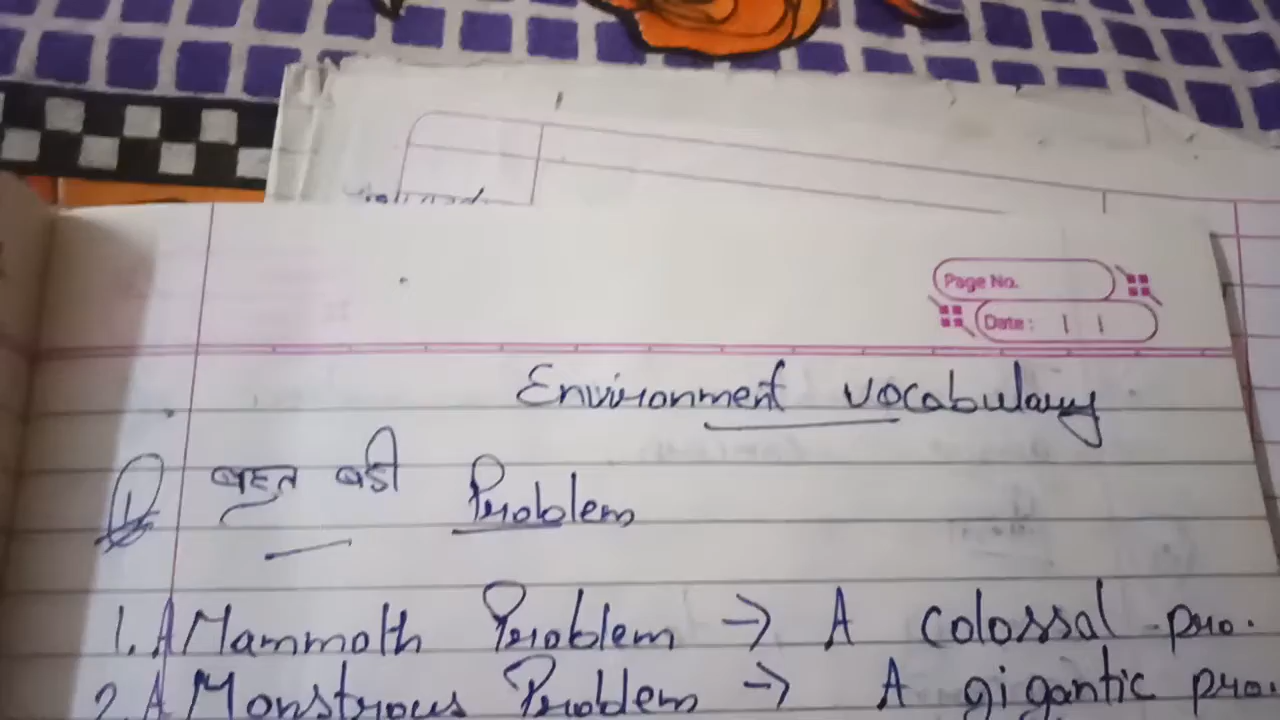 Page No.
Date :
Environment vocabulary
① बहुत बडी Problem
1. A Mammoth Problem → A colossal pro.
2. A Monstrous Problem → A gigantic pro.